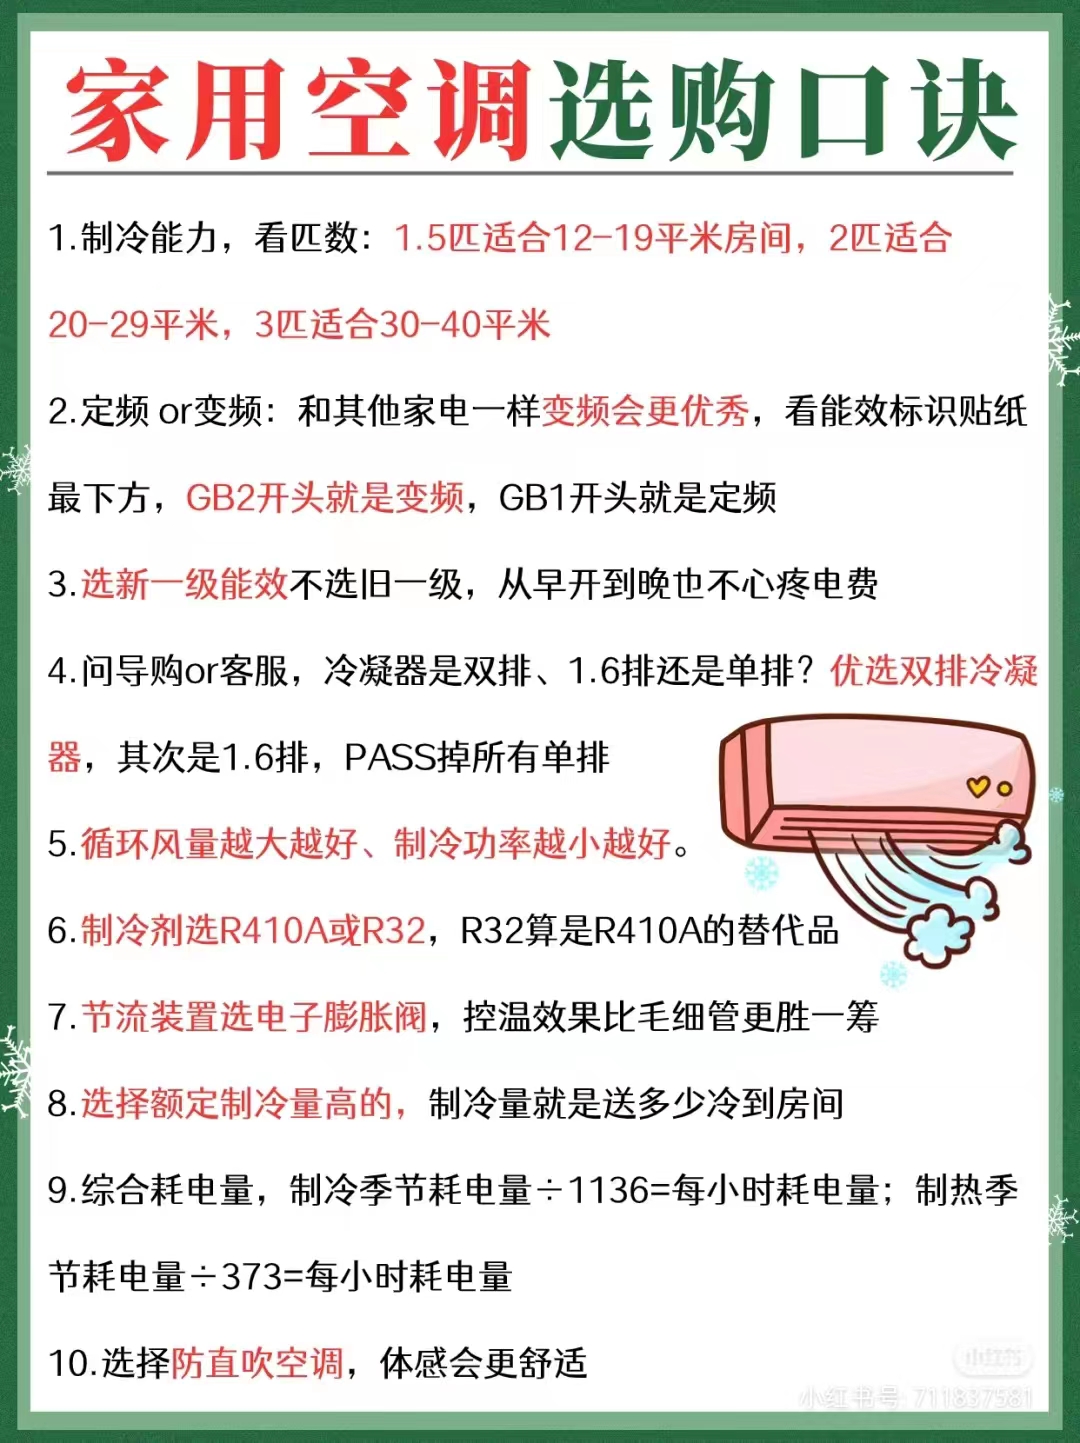 家用空调选购口诀
1.制冷能力，看匹数：1.5匹适合12-19平米房间，2匹适合
20-29平米，3匹适合30-40平米
2.定频 or变频：和其他家电一样变频会更优秀，看能效标识贴纸
最下方，GB2开头就是变频，GB1开头就是定频
3.选新一级能效不选旧一级，从早开到晚也不心疼电费
4.问导购or客服，冷凝器是双排、1.6排还是单排？优选双排冷凝
器，其次是1.6排，PASS掉所有单排
5.循环风量越大越好、制冷功率越小越好。
6.制冷剂选R410A或R32，R32算是R410A的替代品
7.节流装置选电子膨胀阀，控温效果比毛细管更胜一筹
8.选择额定制冷量高的，制冷量就是送多少冷到房间
9.综合耗电量，制冷季节耗电量÷1136=每小时耗电量；制热季
节耗电量÷373=每小时耗电量
10.选择防直吹空调，体感会更舒适
小红书
小红书号: 711837581